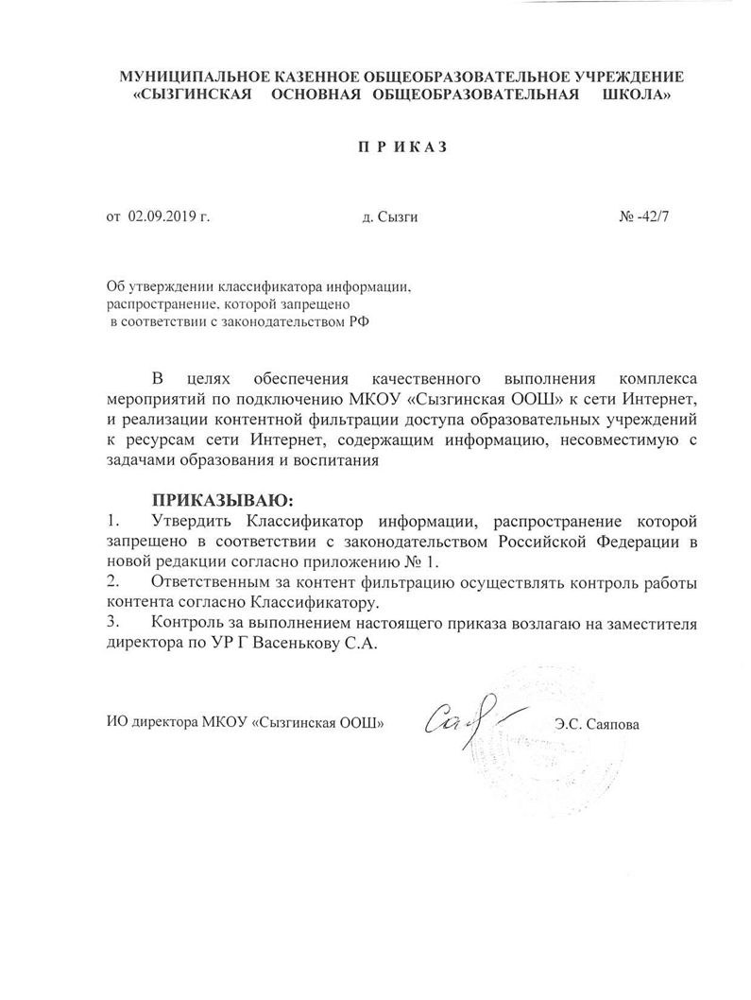 МУНИЦИПАЛЬНОЕ КАЗЕННОЕ ОБЩЕОБРАЗОВАТЕЛЬНОЕ УЧРЕЖДЕНИЕ
«СЫЗГИНСКАЯ ОСНОВНАЯ ОБЩЕОБРАЗОВАТЕЛЬНАЯ ШКОЛА»
П Р И К А З
от 02.09.2019 г. д. Сызги № -42/7
Об утверждении классификатора информации,
распространение, которой запрещено
в соответствии с законодательством РФ
В целях обеспечения качественного выполнения комплекса
мероприятий по подключению МКОУ «Сызгинская ООШ» к сети Интернет,
и реализации контентной фильтрации доступа образовательных учреждений
к ресурсам сети Интернет, содержащим информацию, несовместимую с
задачами образования и воспитания
ПРИКАЗЫВАЮ:
1. Утвердить Классификатор информации, распространение которой
запрещено в соответствии с законодательством Российской Федерации в
новой редакции согласно приложению № 1.
2. Ответственным за контент фильтрацию осуществлять контроль работы
контента согласно Классификатору.
3. Контроль за выполнением настоящего приказа возлагаю на заместителя
директора по УР Г Васенькову С.А.
ИО директора МКОУ «Сызгинская ООШ» Э.С. Саяпова